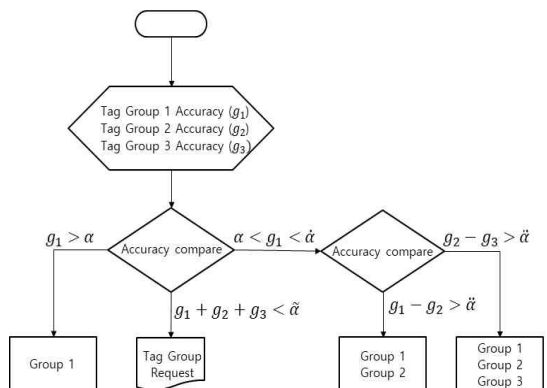 Tag Group 1 Accuracy (g₁)
Tag Group 2 Accuracy (g₂)
Tag Group 3 Accuracy (g₃)
g₁ > α
Accuracy compare
α < g₁ < α̇
Accuracy compare
g₂ − g₃ > α̈
g₁ + g₂ + g₃ < α̃
g₁ − g₂ > α̈
Group 1
Tag Group
Request
Group 1
Group 2
Group 1
Group 2
Group 3